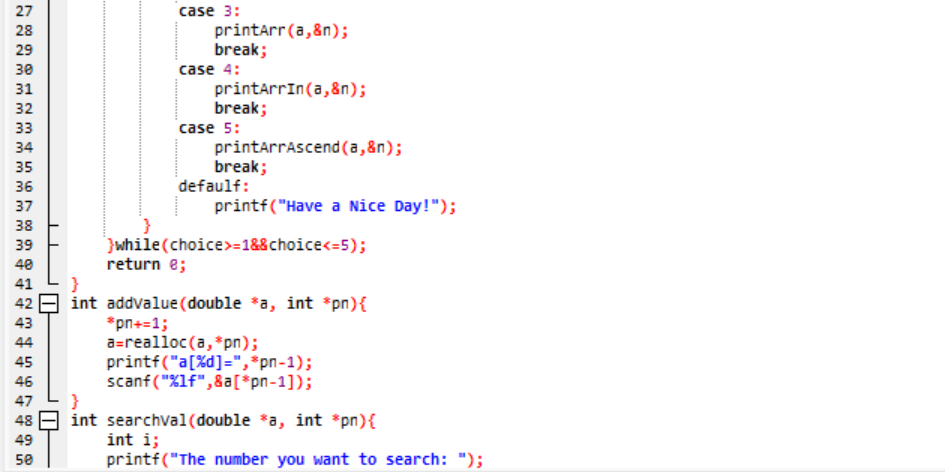 27 case 3:
28 printArr(a,&n);
29 break;
30 case 4:
31 printArrIn(a,&n);
32 break;
33 case 5:
34 printArrAscend(a,&n);
35 break;
36 defaulf:
37 printf("Have a Nice Day!");
38 }
39 }while(choice>=1&&choice<=5);
40 return 0;
41 }
42 int addValue(double *a, int *pn){
43 *pn+=1;
44 a=realloc(a,*pn);
45 printf("a[%d]=",*pn-1);
46 scanf("%lf",&a[*pn-1]);
47 }
48 int searchVal(double *a, int *pn){
49 int i;
50 printf("The number you want to search: ");